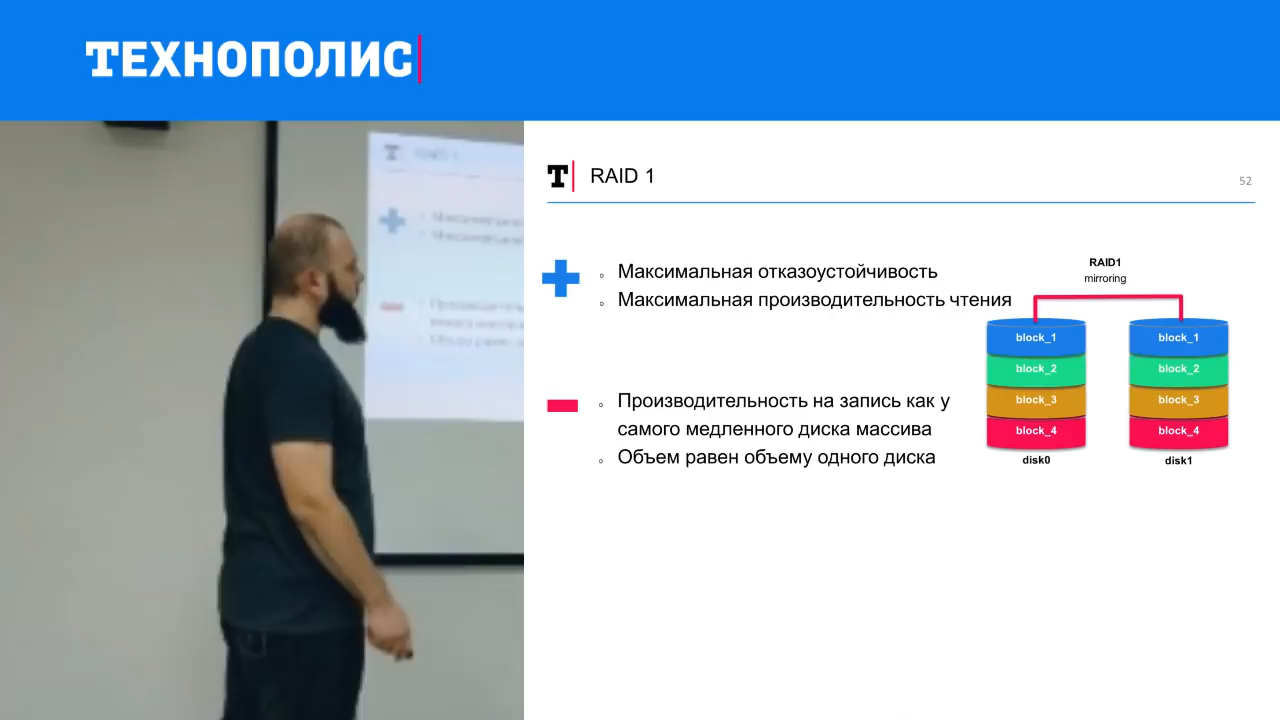 ТЕХНОПОЛИС
T RAID 1
52
Максимальная отказоустойчивость
Максимальная производительность чтения
Производительность на запись как у
самого медленного диска массива
Объем равен объему одного диска
RAID1
mirroring
block_1 block_1
block_2 block_2
block_3 block_3
block_4 block_4
disk0 disk1